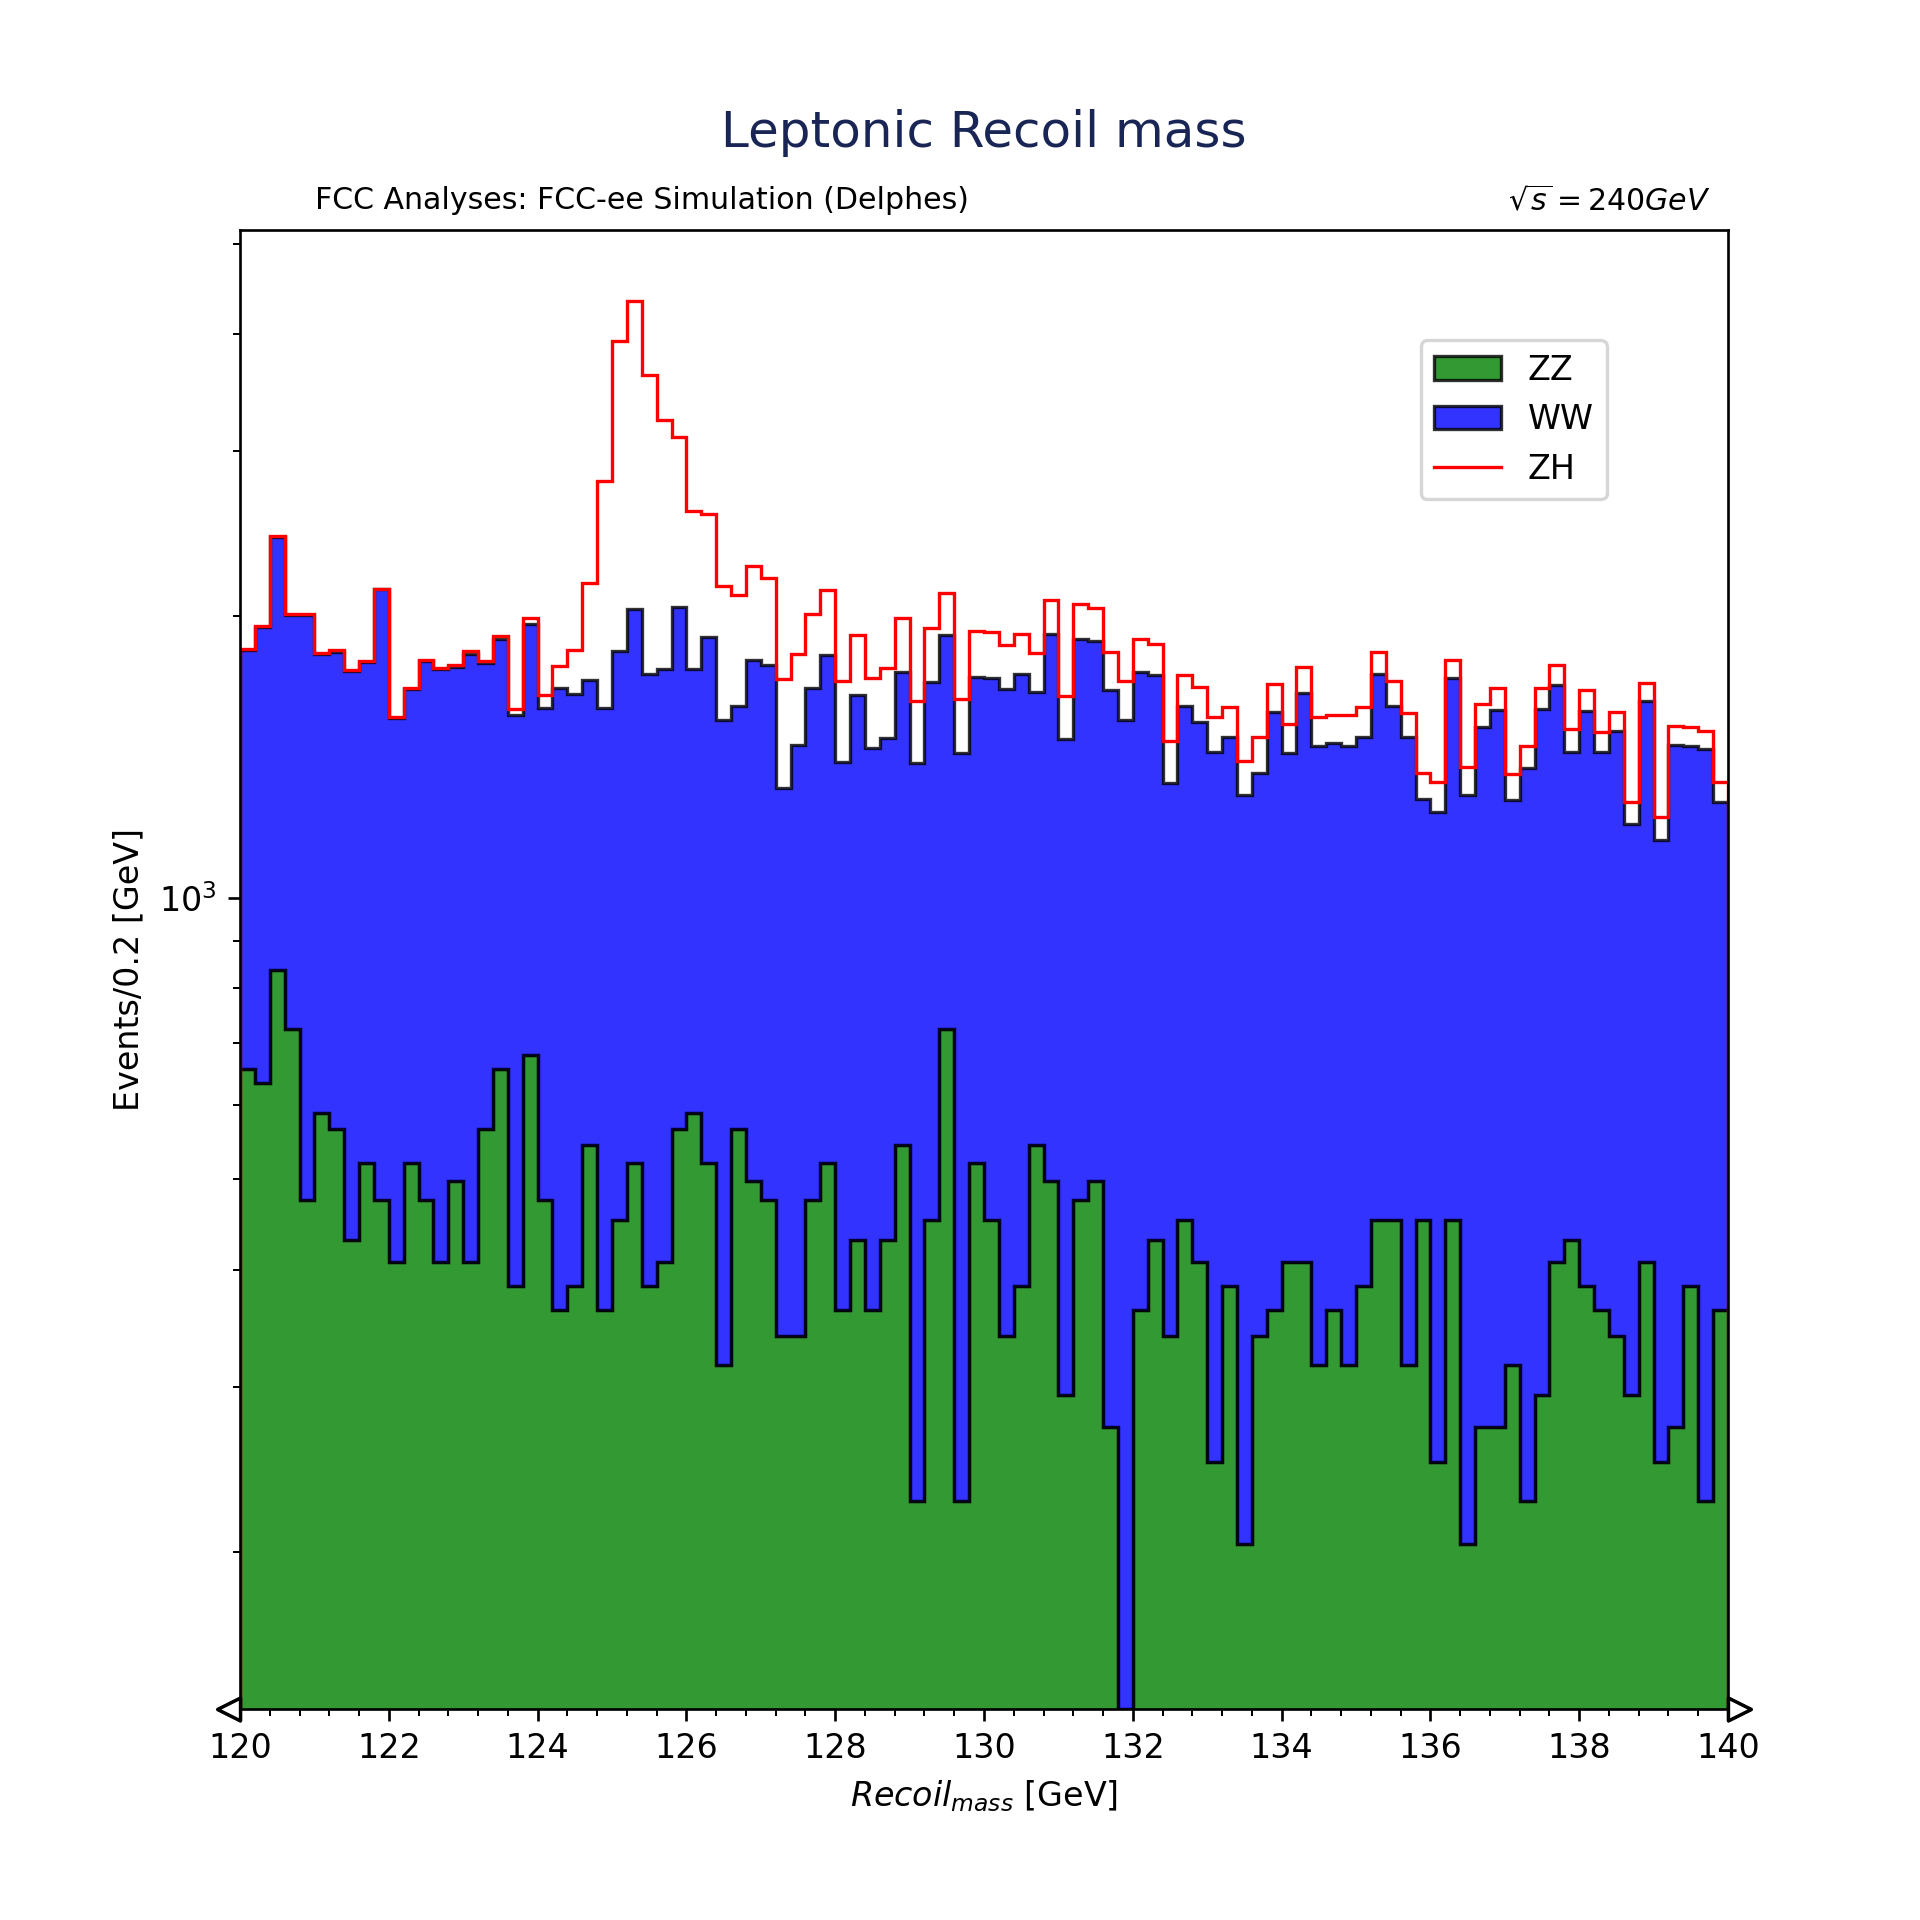 Leptonic Recoil mass
FCC Analyses: FCC-ee Simulation (Delphes)
√s = 240GeV
ZZ
WW
ZH
Events/0.2 [GeV]
10³
120 122 124 126 128 130 132 134 136 138 140
Recoil_mass [GeV]